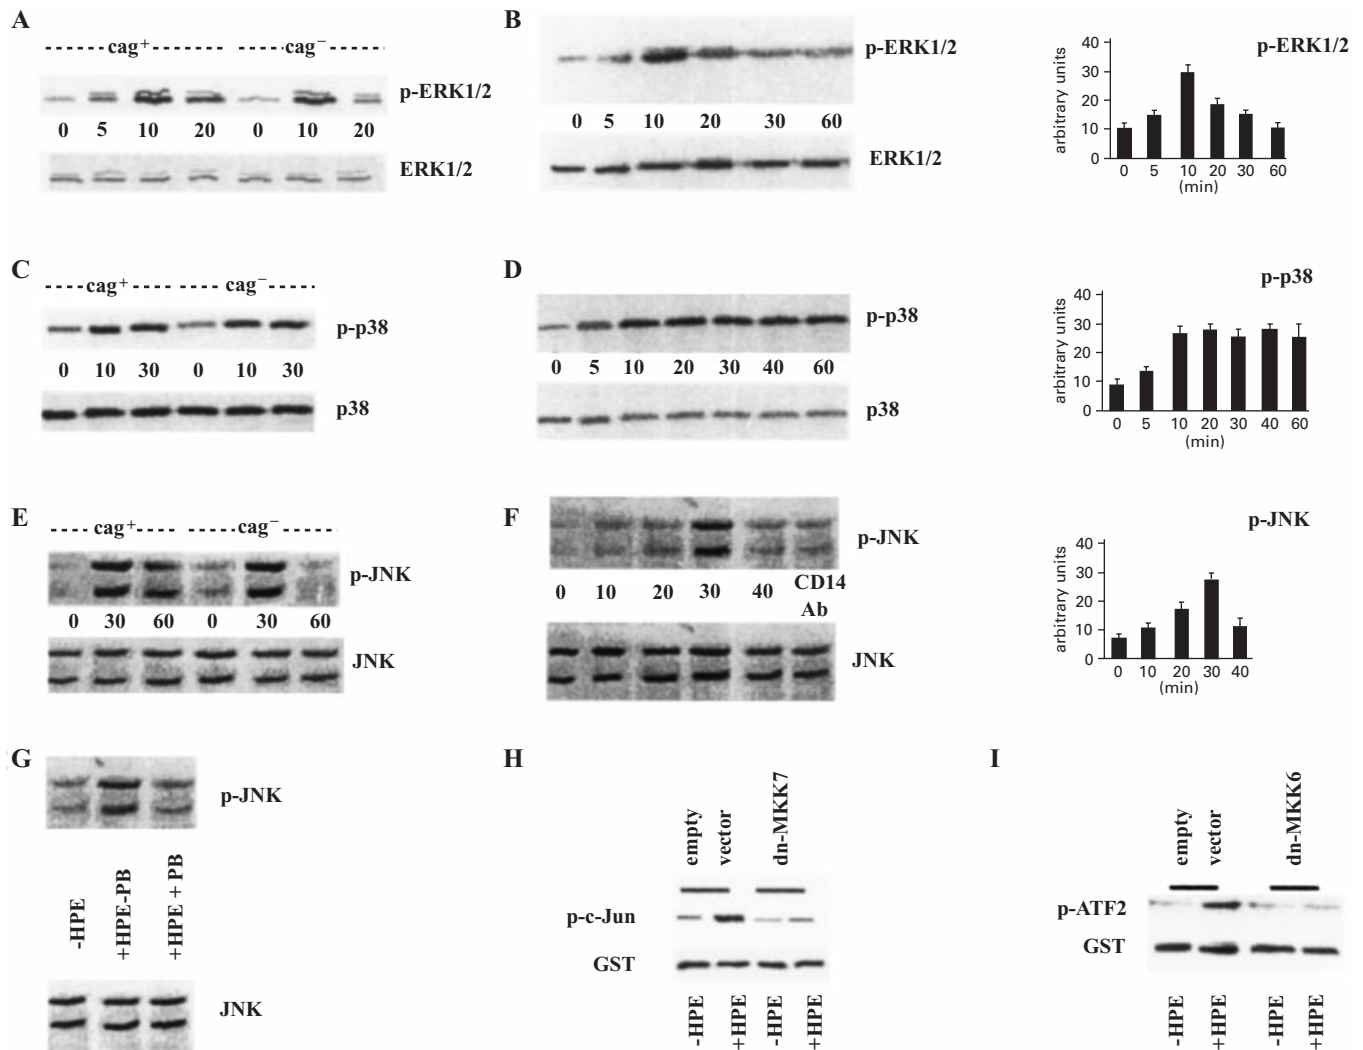 A
cag+ cag−
p-ERK1/2
0 5 10 20 0 10 20
ERK1/2
B
p-ERK1/2
0 5 10 20 30 60
ERK1/2
p-ERK1/2
arbitrary units
40
30
20
10
0
0 5 10 20 30 60
(min)
C
cag+ cag−
p-p38
0 10 30 0 10 30
p38
D
p-p38
0 5 10 20 30 40 60
p38
p-p38
arbitrary units
40
30
20
10
0
0 5 10 20 30 40 60
(min)
E
cag+ cag−
p-JNK
0 30 60 0 30 60
JNK
F
p-JNK
0 10 20 30 40 CD14
Ab
JNK
p-JNK
arbitrary units
40
30
20
10
0
0 10 20 30 40
(min)
G
p-JNK
-HPE
+HPE-PB
+HPE + PB
JNK
H
empty
vector
dn-MKK7
p-c-Jun
GST
-HPE
+HPE
-HPE
+HPE
I
empty
vector
dn-MKK6
p-ATF2
GST
-HPE
+HPE
-HPE
+HPE